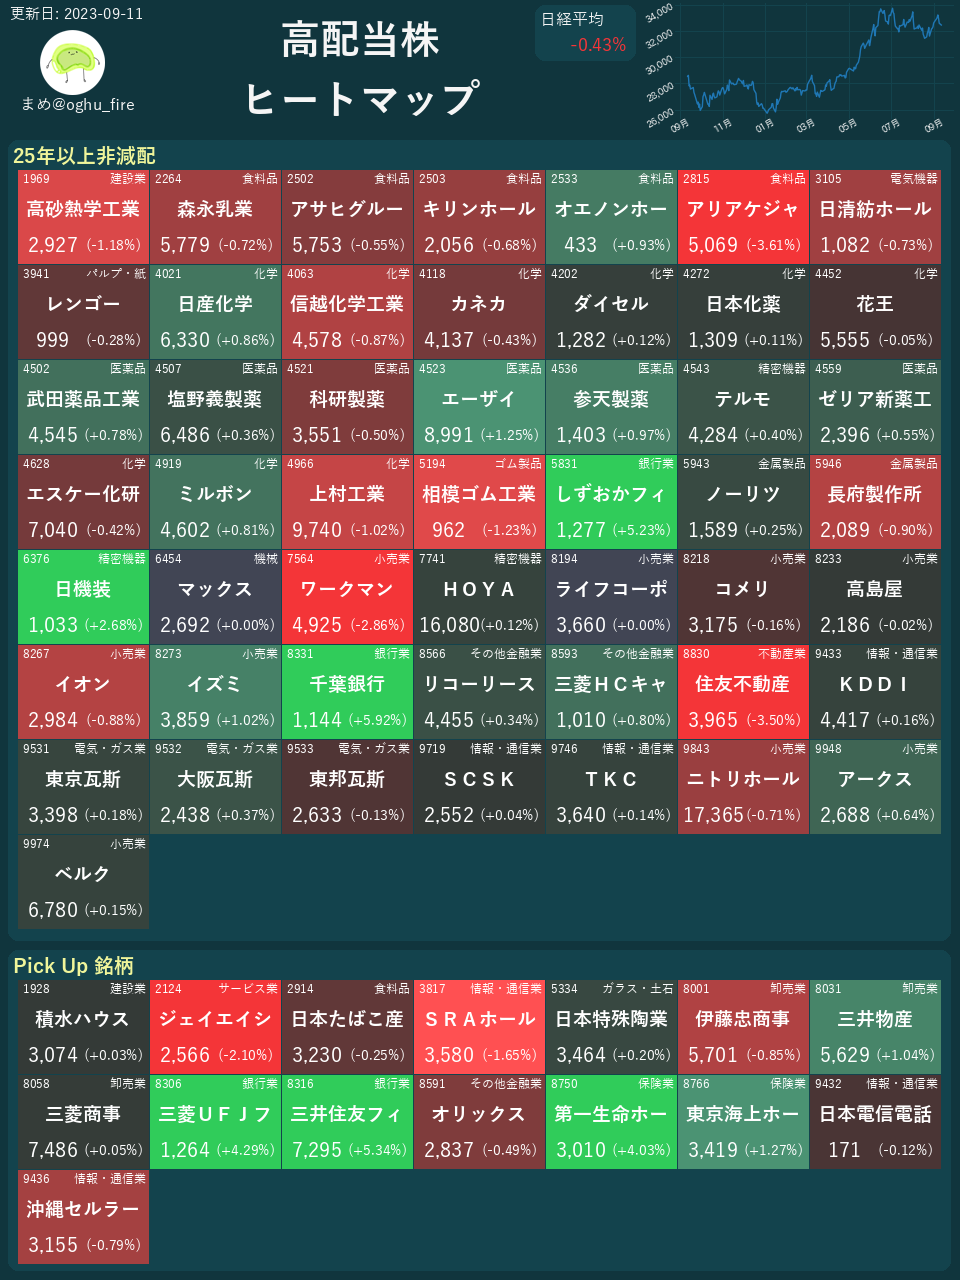 更新日: 2023-09-11
まめ@oghu_fire
高配当株
ヒートマップ
日経平均
-0.43%
34,000
32,000
30,000
28,000
26,000
09月 11月 01月 03月 05月 07月 09月
25年以上非減配
1969 建設業 2264 食料品 2502 食料品 2503 食料品 2533 食料品 2815 食料品 3105 電気機器
高砂熱学工業 森永乳業 アサヒグルー キリンホール オエノンホー アリアケジャ 日清紡ホール
2,927 (-1.18%) 5,779 (-0.72%) 5,753 (-0.55%) 2,056 (-0.68%) 433 (+0.93%) 5,069 (-3.61%) 1,082 (-0.73%)
3941 パルプ・紙 4021 化学 4063 化学 4118 化学 4202 化学 4272 化学 4452 化学
レンゴー 日産化学 信越化学工業 カネカ ダイセル 日本化薬 花王
999 (-0.28%) 6,330 (+0.86%) 4,578 (-0.87%) 4,137 (-0.43%) 1,282 (+0.12%) 1,309 (+0.11%) 5,555 (-0.05%)
4502 医薬品 4507 医薬品 4521 医薬品 4523 医薬品 4536 医薬品 4543 精密機器 4559 医薬品
武田薬品工業 塩野義製薬 科研製薬 エーザイ 参天製薬 テルモ ゼリア新薬工
4,545 (+0.78%) 6,486 (+0.36%) 3,551 (-0.50%) 8,991 (+1.25%) 1,403 (+0.97%) 4,284 (+0.40%) 2,396 (+0.55%)
4628 化学 4919 化学 4966 化学 5194 ゴム製品 5831 銀行業 5943 金属製品 5946 金属製品
エスケー化研 ミルボン 上村工業 相模ゴム工業 しずおかフィ ノーリツ 長府製作所
7,040 (-0.42%) 4,602 (+0.81%) 9,740 (-1.02%) 962 (-1.23%) 1,277 (+5.23%) 1,589 (+0.25%) 2,089 (-0.90%)
6376 精密機器 6454 機械 7564 小売業 7741 精密機器 8194 小売業 8218 小売業 8233 小売業
日機装 マックス ワークマン ＨＯＹＡ ライフコーポ コメリ 高島屋
1,033 (+2.68%) 2,692 (+0.00%) 4,925 (-2.86%) 16,080(+0.12%) 3,660 (+0.00%) 3,175 (-0.16%) 2,186 (-0.02%)
8267 小売業 8273 小売業 8331 銀行業 8566 その他金融業 8593 その他金融業 8830 不動産業 9433 情報・通信業
イオン イズミ 千葉銀行 リコーリース 三菱ＨＣキャ 住友不動産 ＫＤＤＩ
2,984 (-0.88%) 3,859 (+1.02%) 1,144 (+5.92%) 4,455 (+0.34%) 1,010 (+0.80%) 3,965 (-3.50%) 4,417 (+0.16%)
9531 電気・ガス業 9532 電気・ガス業 9533 電気・ガス業 9719 情報・通信業 9746 情報・通信業 9843 小売業 9948 小売業
東京瓦斯 大阪瓦斯 東邦瓦斯 ＳＣＳＫ ＴＫＣ ニトリホール アークス
3,398 (+0.18%) 2,438 (+0.37%) 2,633 (-0.13%) 2,552 (+0.04%) 3,640 (+0.14%) 17,365(-0.71%) 2,688 (+0.64%)
9974 小売業
ベルク
6,780 (+0.15%)
Pick Up 銘柄
1928 建設業 2124 サービス業 2914 食料品 3817 情報・通信業 5334 ガラス・土石 8001 卸売業 8031 卸売業
積水ハウス ジェイエイシ 日本たばこ産 ＳＲＡホール 日本特殊陶業 伊藤忠商事 三井物産
3,074 (+0.03%) 2,566 (-2.10%) 3,230 (-0.25%) 3,580 (-1.65%) 3,464 (+0.20%) 5,701 (-0.85%) 5,629 (+1.04%)
8058 卸売業 8306 銀行業 8316 銀行業 8591 その他金融業 8750 保険業 8766 保険業 9432 情報・通信業
三菱商事 三菱ＵＦＪフ 三井住友フィ オリックス 第一生命ホー 東京海上ホー 日本電信電話
7,486 (+0.05%) 1,264 (+4.29%) 7,295 (+5.34%) 2,837 (-0.49%) 3,010 (+4.03%) 3,419 (+1.27%) 171 (-0.12%)
9436 情報・通信業
沖縄セルラー
3,155 (-0.79%)